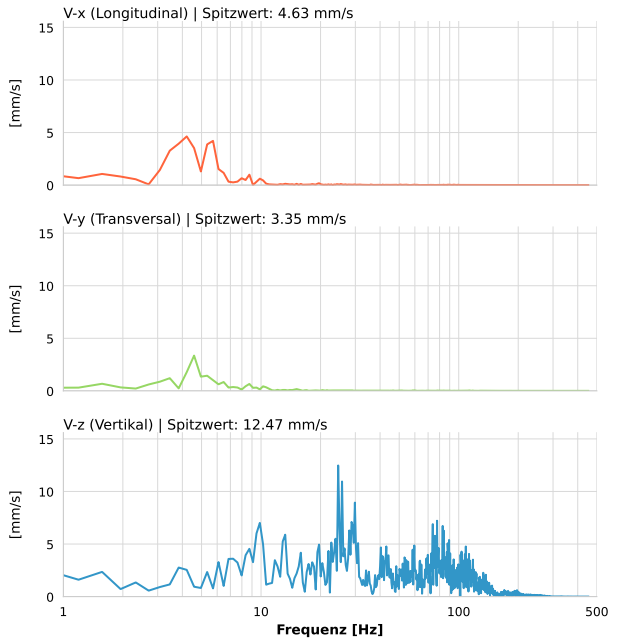 V-x (Longitudinal) | Spitzwert: 4.63 mm/s
15
10
5
0
[mm/s]
V-y (Transversal) | Spitzwert: 3.35 mm/s
15
10
5
0
[mm/s]
V-z (Vertikal) | Spitzwert: 12.47 mm/s
15
10
5
0
[mm/s]
1 10 100 500
Frequenz [Hz]